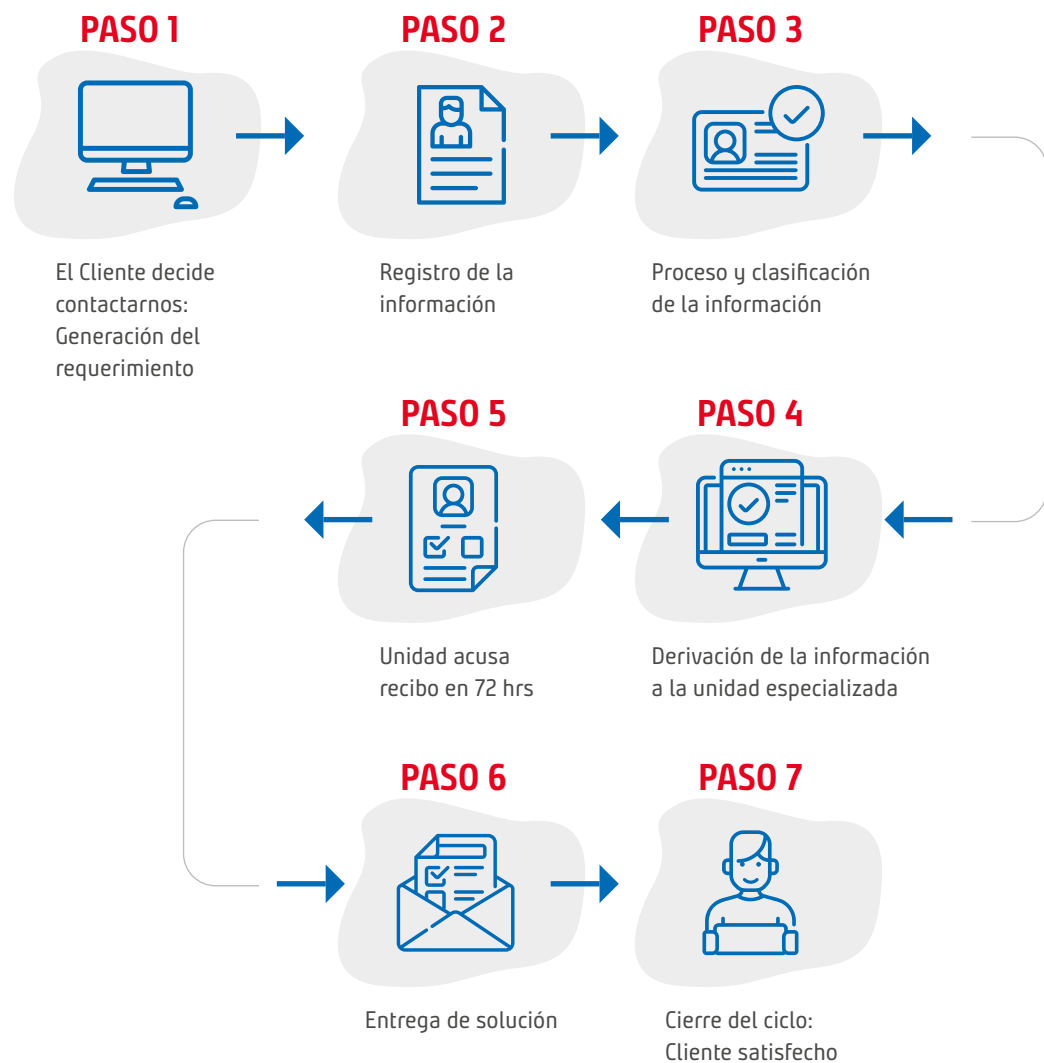 PASO 1
El Cliente decide
contactarnos:
Generación del
requerimiento
PASO 2
Registro de la
información
PASO 3
Proceso y clasificación
de la información
PASO 4
Derivación de la información
a la unidad especializada
PASO 5
Unidad acusa
recibo en 72 hrs
PASO 6
Entrega de solución
PASO 7
Cierre del ciclo:
Cliente satisfecho